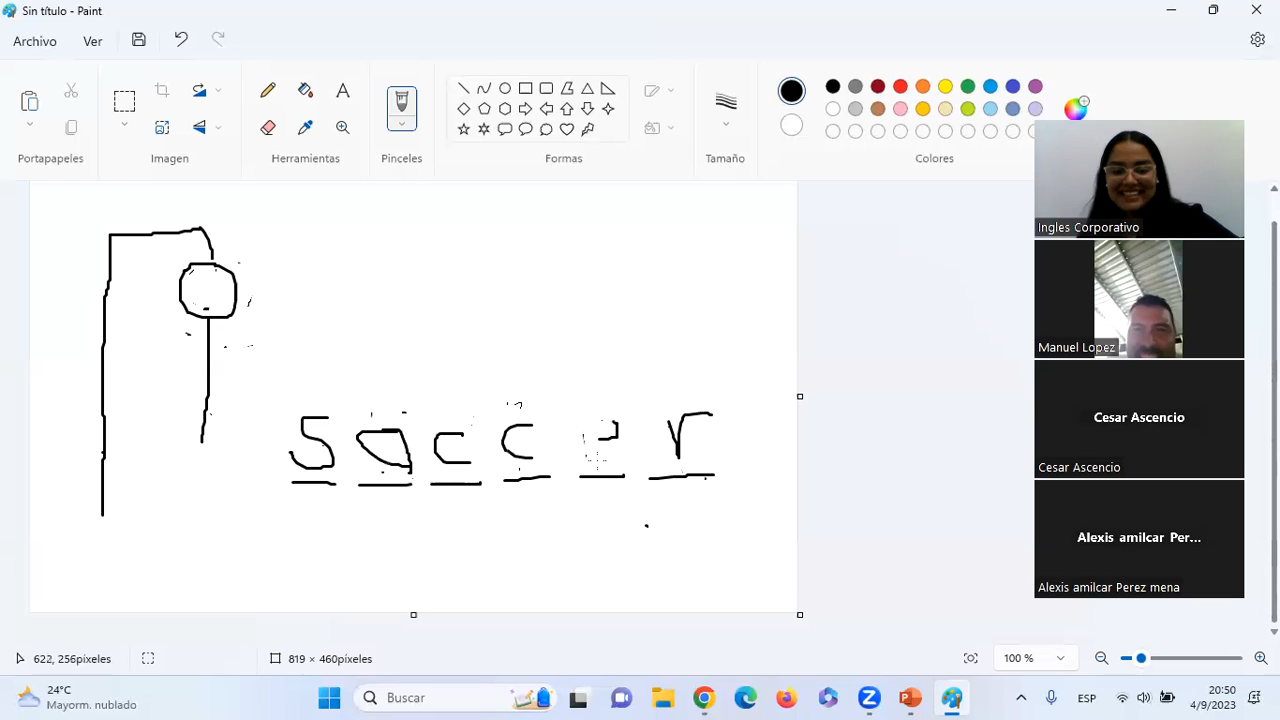 Sin título - Paint
Archivo Ver
Portapapeles Imagen Herramientas Pinceles Formas Tamaño Colores
Ingles Corporativo
Manuel Lopez
Cesar Ascencio
Cesar Ascencio
Alexis amilcar Per...
Alexis amilcar Perez mena
Soccer
622, 256píxeles 819 × 460píxeles 100 %
24°C
Mayorm. nublado
Buscar
ESP
20:50
4/9/2023